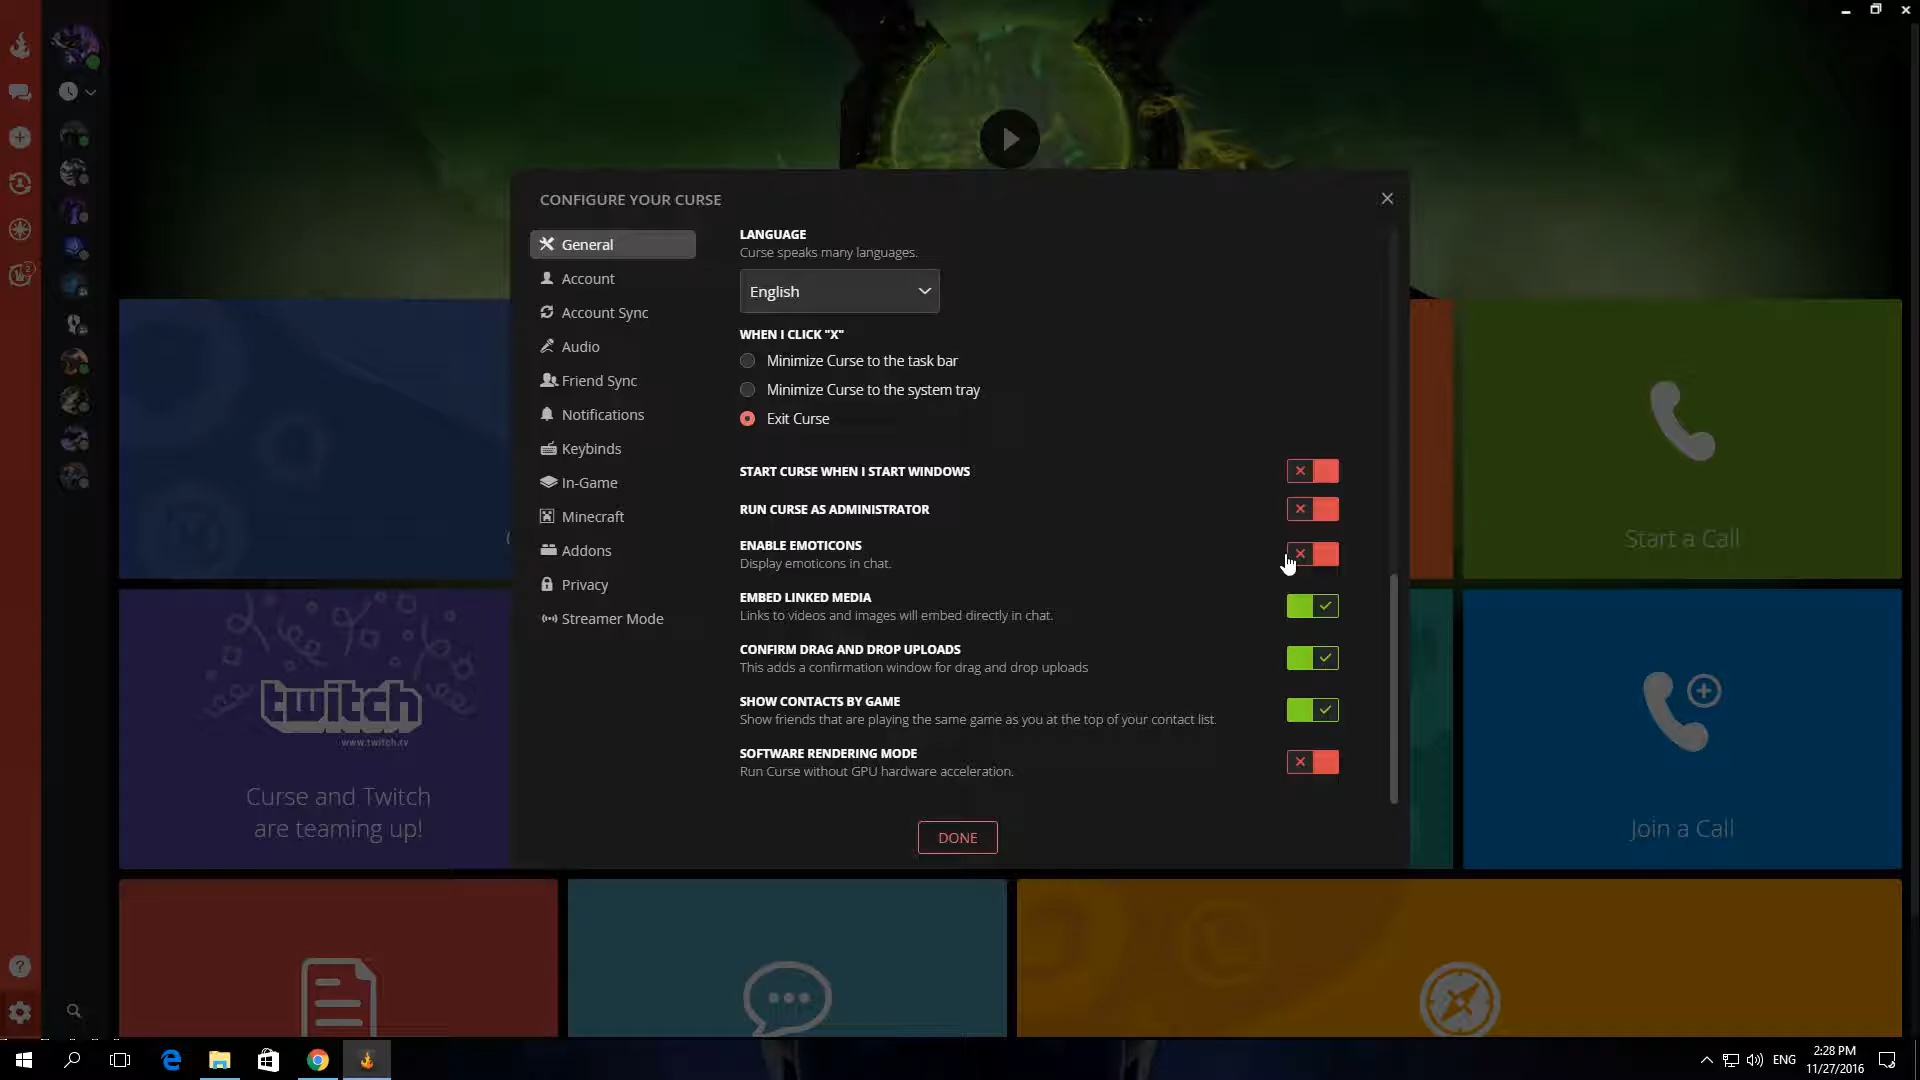 CONFIGURE YOUR CURSE
General
Account
Account Sync
Audio
Friend Sync
Notifications
Keybinds
In-Game
Minecraft
Addons
Privacy
Streamer Mode
LANGUAGE
Curse speaks many languages.
English
WHEN I CLICK "X"
Minimize Curse to the task bar
Minimize Curse to the system tray
Exit Curse
START CURSE WHEN I START WINDOWS
RUN CURSE AS ADMINISTRATOR
ENABLE EMOTICONS
Display emoticons in chat.
EMBED LINKED MEDIA
Links to videos and images will embed directly in chat.
CONFIRM DRAG AND DROP UPLOADS
This adds a confirmation window for drag and drop uploads
SHOW CONTACTS BY GAME
Show friends that are playing the same game as you at the top of your contact list.
SOFTWARE RENDERING MODE
Run Curse without GPU hardware acceleration.
DONE
Start a Call
twitch
www.twitch.tv
Curse and Twitch
are teaming up!
Join a Call
2
ENG
2:28 PM
11/27/2016